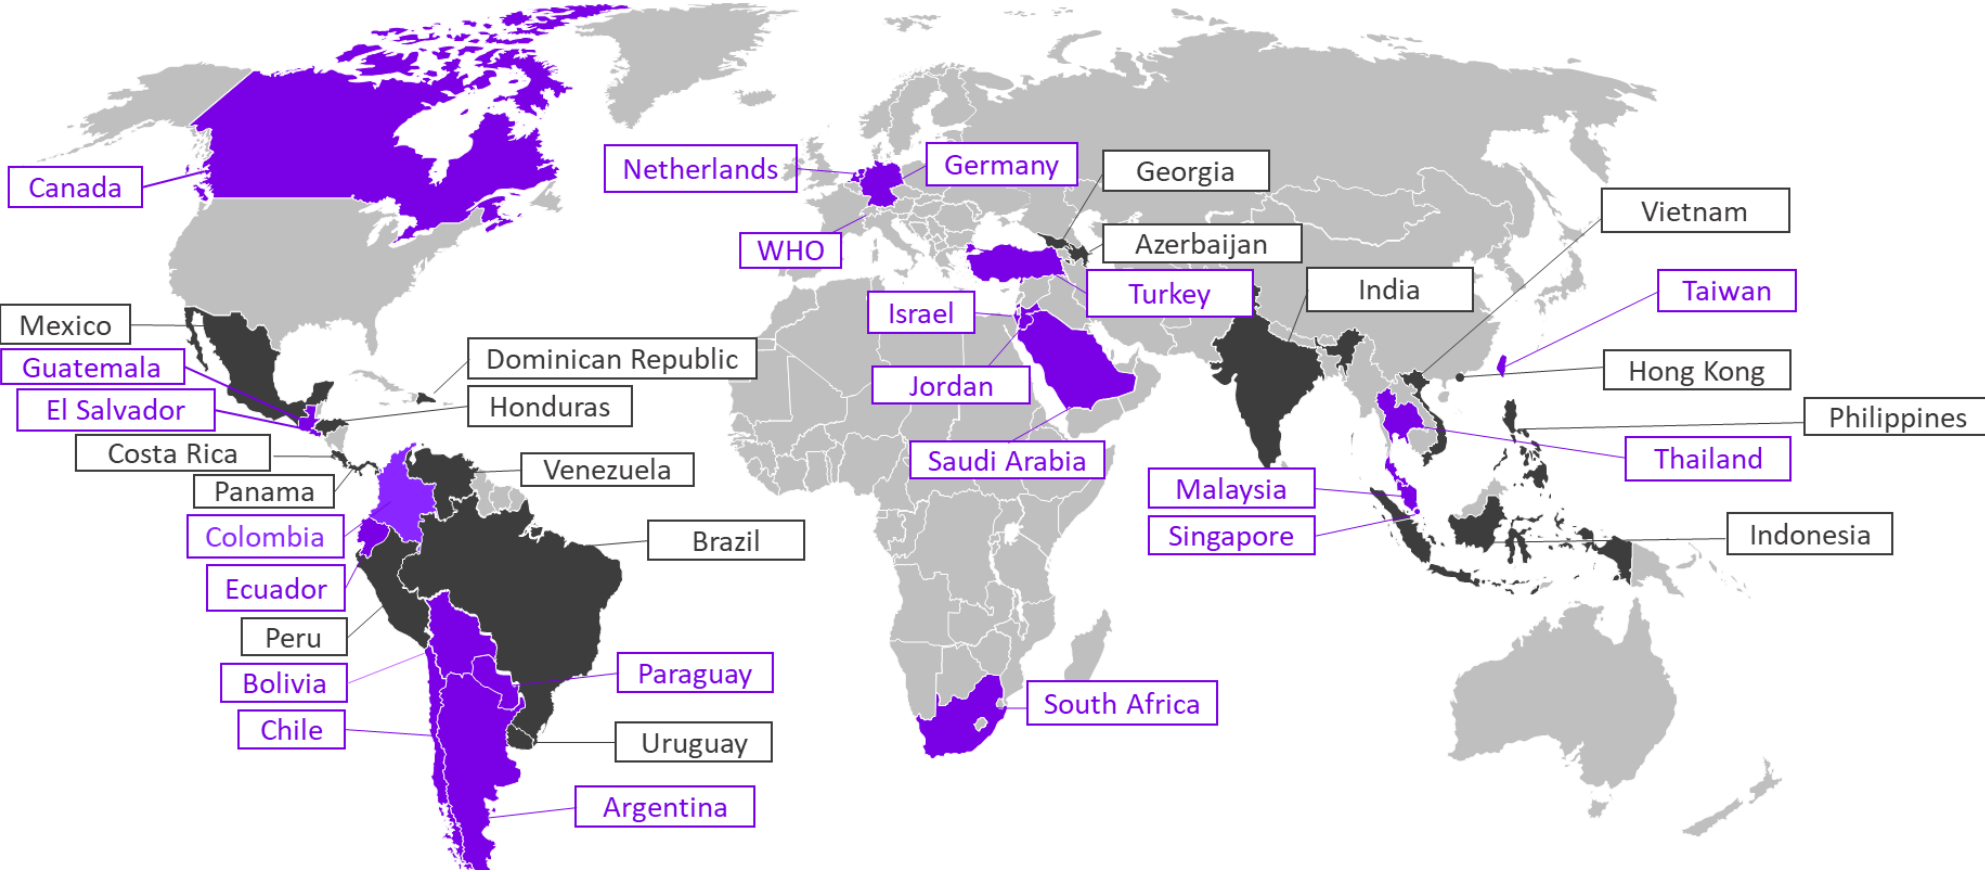 Canada
Netherlands
Germany
Georgia
Vietnam
WHO
Azerbaijan
Turkey
India
Taiwan
Israel
Mexico
Guatemala
Dominican Republic
Jordan
Hong Kong
El Salvador
Honduras
Philippines
Costa Rica
Saudi Arabia
Thailand
Venezuela
Panama
Malaysia
Colombia
Singapore
Brazil
Indonesia
Ecuador
Peru
Bolivia
Paraguay
South Africa
Chile
Uruguay
Argentina